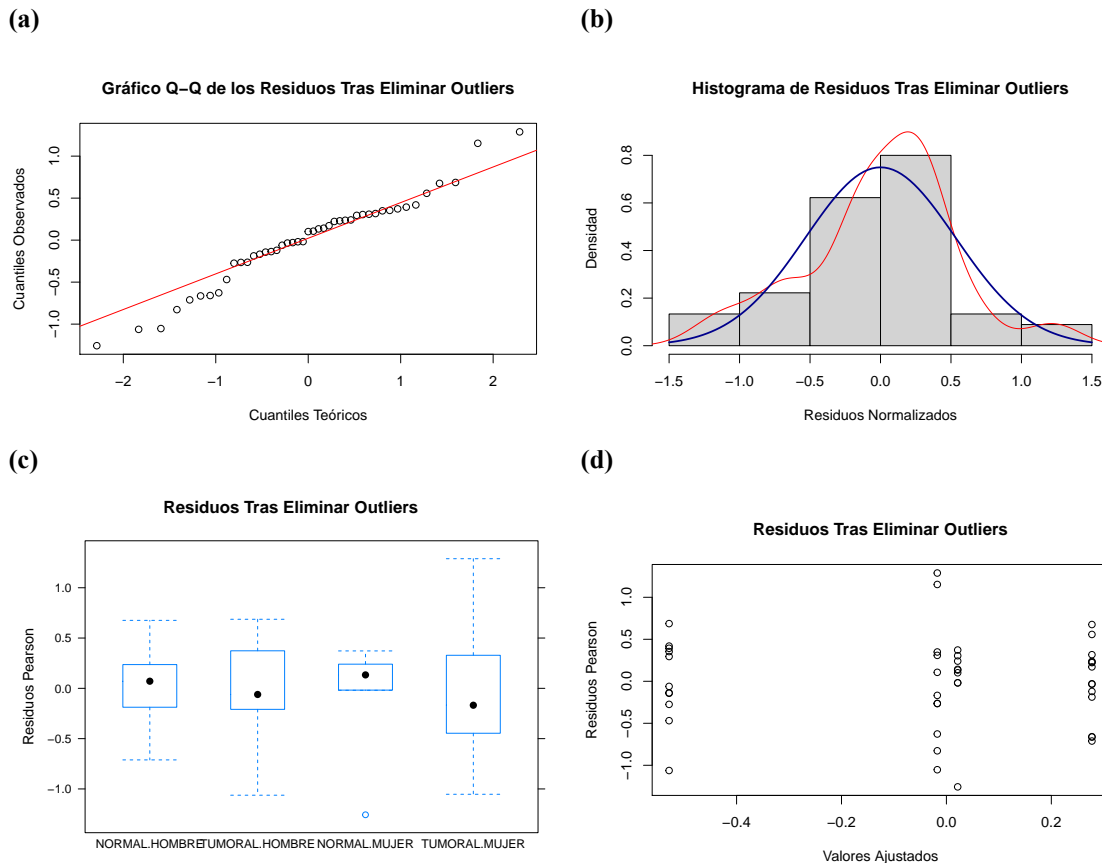 (a)
Gráfico Q−Q de los Residuos Tras Eliminar Outliers
Cuantiles Observados
1.0
0.5
0.0
−0.5
−1.0
−2
−1
0
1
2
Cuantiles Teóricos
(b)
Histograma de Residuos Tras Eliminar Outliers
Densidad
0.8
0.6
0.4
0.2
0.0
−1.5
−1.0
−0.5
0.0
0.5
1.0
1.5
Residuos Normalizados
(c)
Residuos Tras Eliminar Outliers
Residuos Pearson
1.0
0.5
0.0
−0.5
−1.0
NORMAL.HOMBRE
TUMORAL.HOMBRE
NORMAL.MUJER
TUMORAL.MUJER
(d)
Residuos Tras Eliminar Outliers
Residuos Pearson
1.0
0.5
0.0
−0.5
−1.0
−0.4
−0.2
0.0
0.2
Valores Ajustados